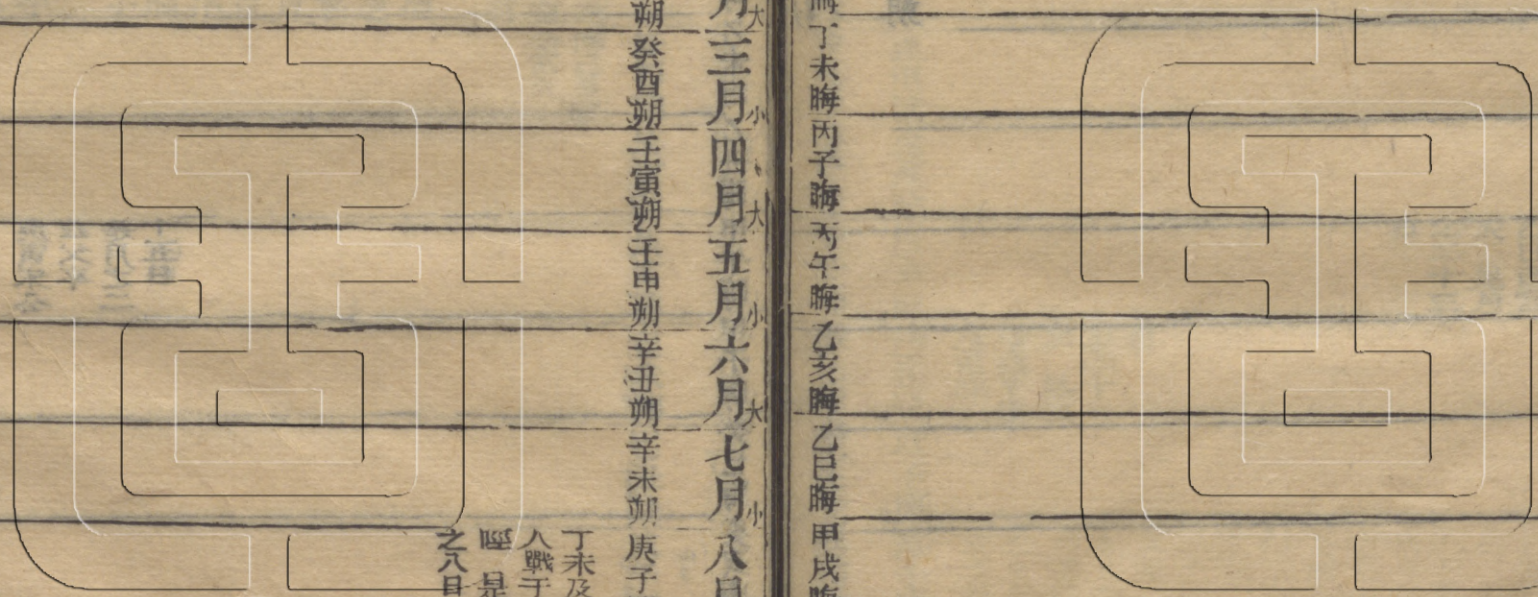 晦丁未晦丙子晦丙午晦乙亥晦乙巳晦甲戌晦
月大三月小四月大五月小六月大七月小八月
朔癸酉朔壬寅朔壬申朔辛丑朔辛未朔庚子
丁未及
人戰于
是
之八日